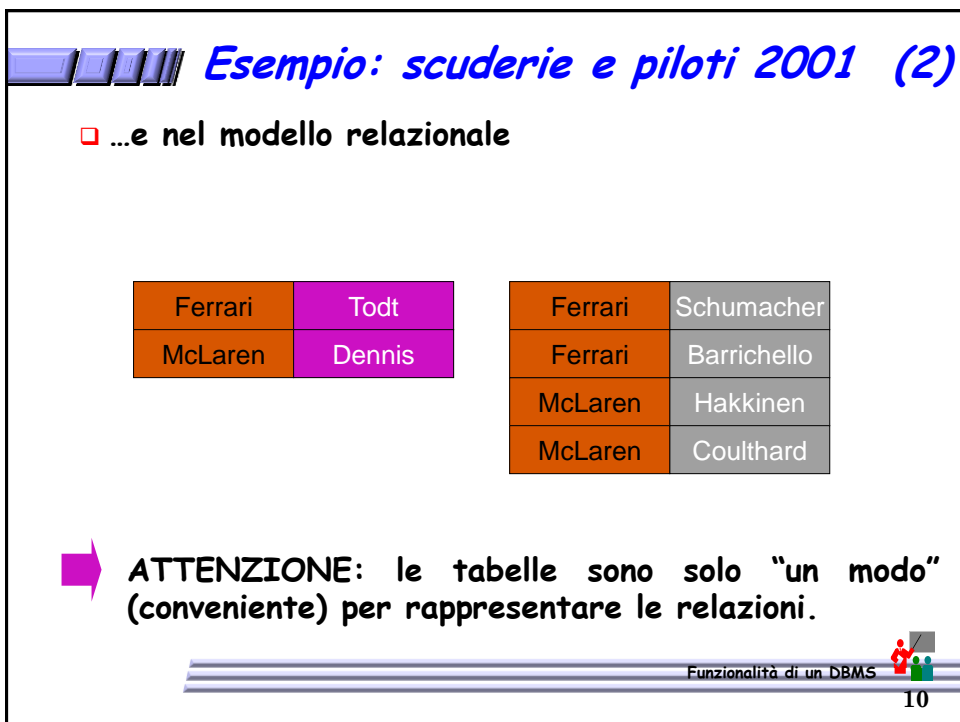 Esempio: scuderie e piloti 2001 (2)
…e nel modello relazionale
Ferrari Todt
McLaren Dennis
Ferrari Schumacher
Ferrari Barrichello
McLaren Hakkinen
McLaren Coulthard
ATTENZIONE: le tabelle sono solo “un modo”
(conveniente) per rappresentare le relazioni.
Funzionalità di un DBMS
10